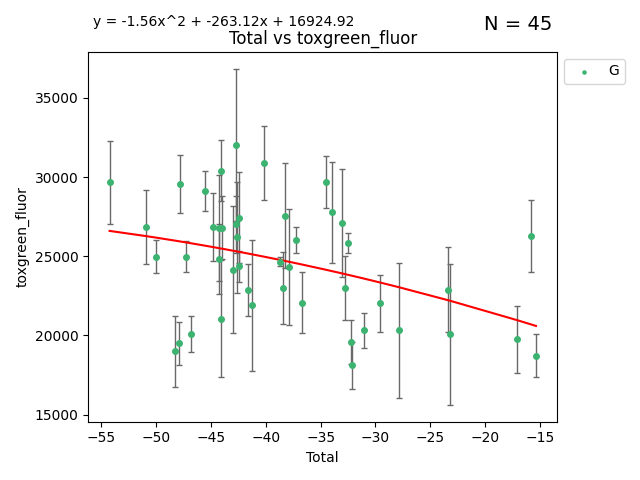 y = -1.56x^2 + -263.12x + 16924.92
N = 45
Total vs toxgreen_fluor
G
35000
30000
25000
20000
15000
toxgreen_fluor
−55 −50 −45 −40 −35 −30 −25 −20 −15
Total